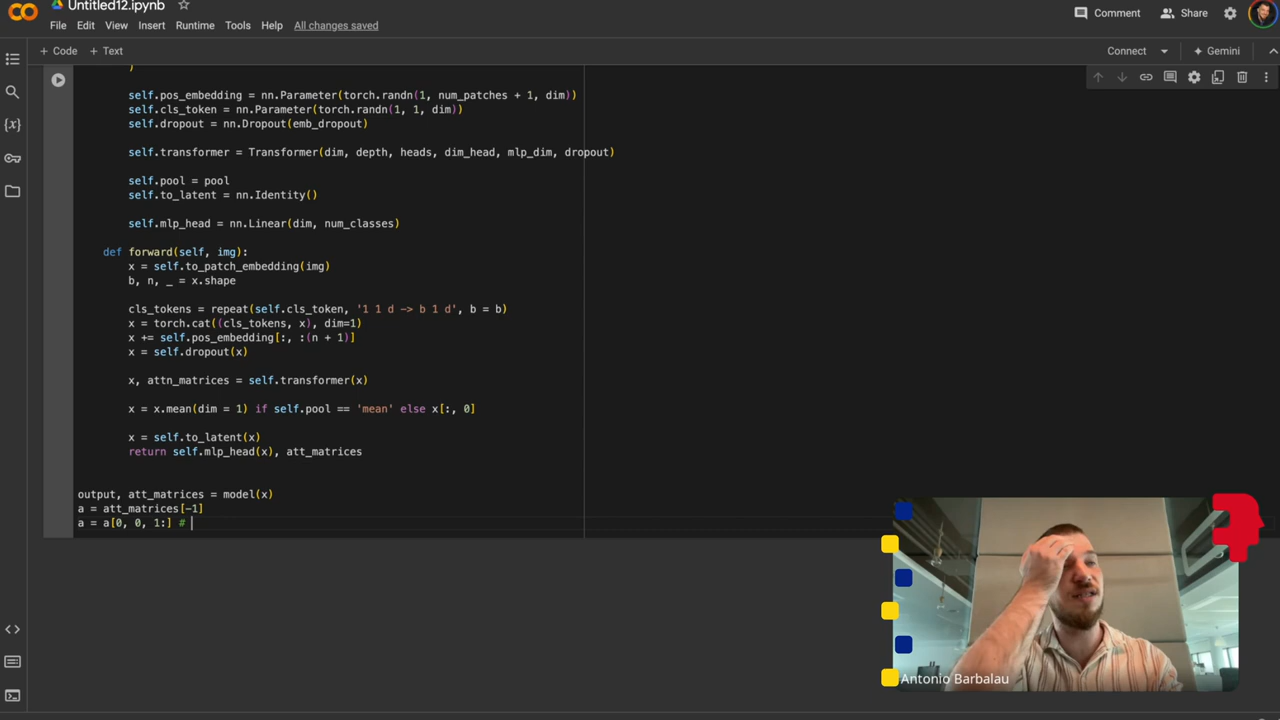 Untitled12.ipynb
File Edit View Insert Runtime Tools Help All changes saved
Comment Share
+ Code + Text
Connect Gemini
)
self.pos_embedding = nn.Parameter(torch.randn(1, num_patches + 1, dim))
self.cls_token = nn.Parameter(torch.randn(1, 1, dim))
self.dropout = nn.Dropout(emb_dropout)
self.transformer = Transformer(dim, depth, heads, dim_head, mlp_dim, dropout)
self.pool = pool
self.to_latent = nn.Identity()
self.mlp_head = nn.Linear(dim, num_classes)
def forward(self, img):
x = self.to_patch_embedding(img)
b, n, _ = x.shape
cls_tokens = repeat(self.cls_token, '1 1 d -> b 1 d', b = b)
x = torch.cat((cls_tokens, x), dim=1)
x += self.pos_embedding[:, :(n + 1)]
x = self.dropout(x)
x, attn_matrices = self.transformer(x)
x = x.mean(dim = 1) if self.pool == 'mean' else x[:, 0]
x = self.to_latent(x)
return self.mlp_head(x), att_matrices
output, att_matrices = model(x)
a = att_matrices[-1]
a = a[0, 0, 1:] #
Antonio Barbalau